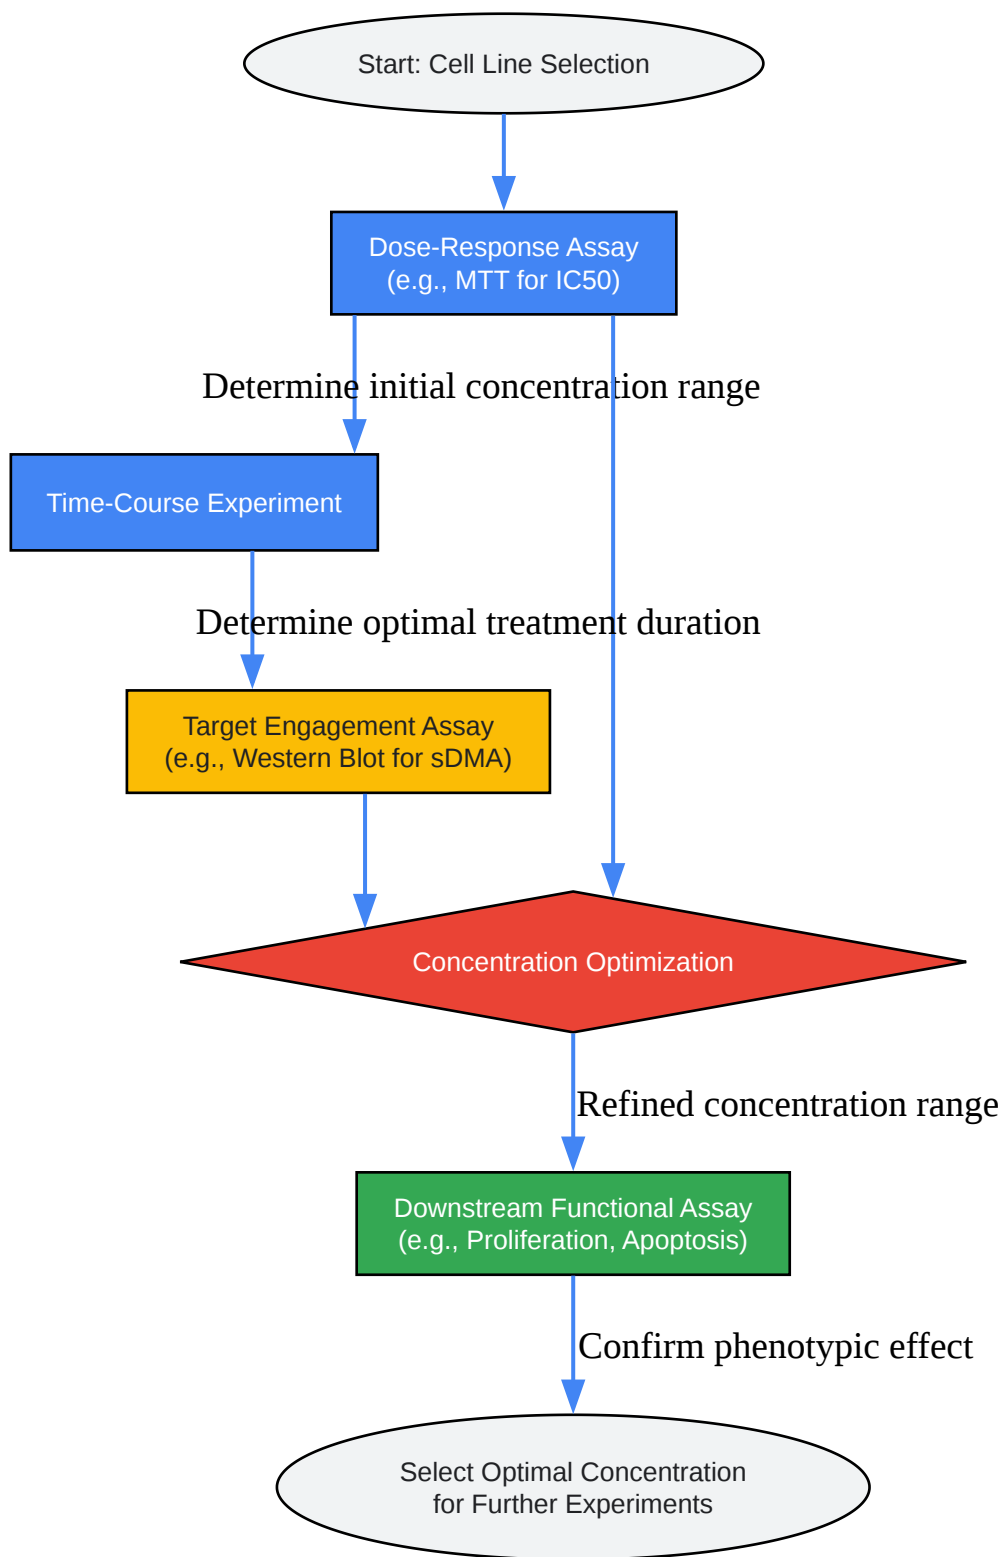 Start: Cell Line Selection
Dose-Response Assay
(e.g., MTT for IC50)
Determine initial concentration range
Time-Course Experiment
Determine optimal treatment duration
Target Engagement Assay
(e.g., Western Blot for sDMA)
Concentration Optimization
Refined concentration range
Downstream Functional Assay
(e.g., Proliferation, Apoptosis)
Confirm phenotypic effect
Select Optimal Concentration
for Further Experiments